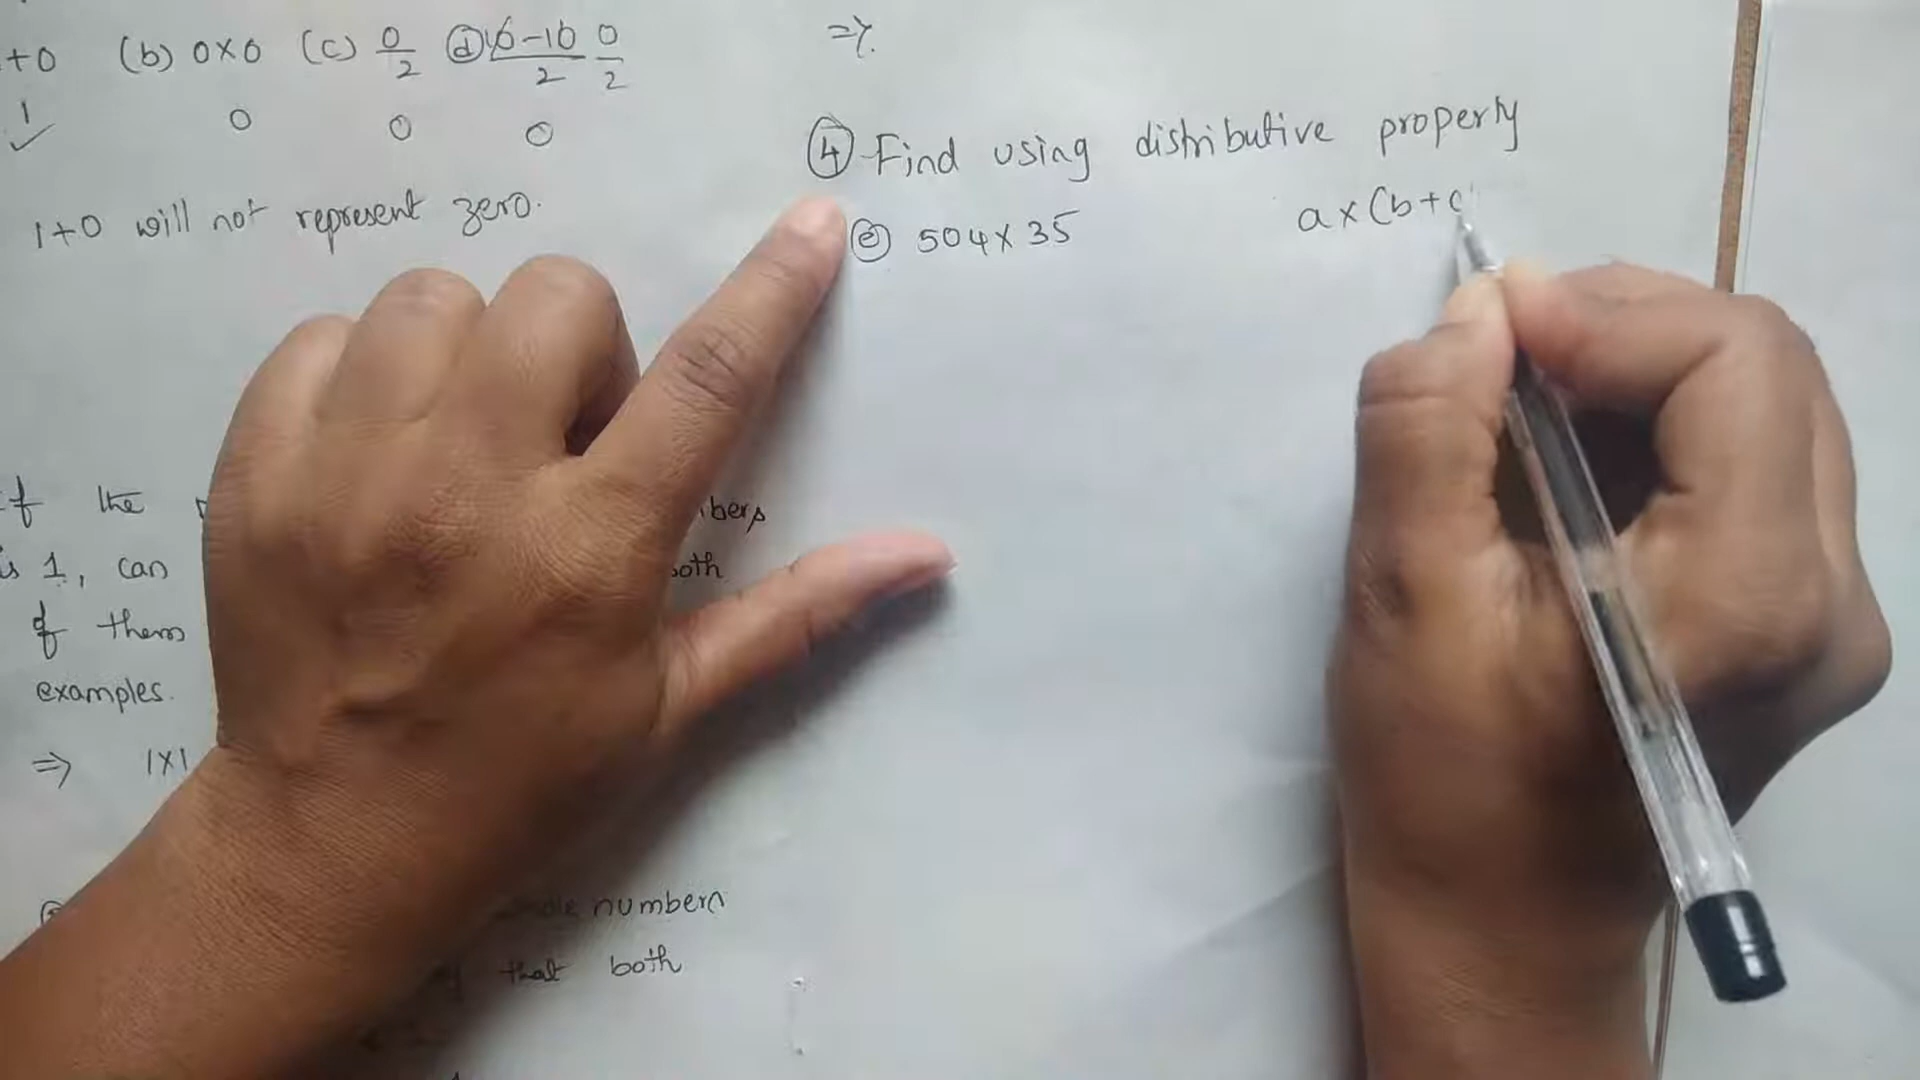 +0 (b) 0×0 (c) 0/2 (d) 10-10/2 0/2
1 0 0 0
1+0 will not represent zero.
If the
is 1, can both
of them
examples.
⇒ 1×1
numbers
that both
⇒
(4) Find using distributive property
a×(b+c
(e) 504×35